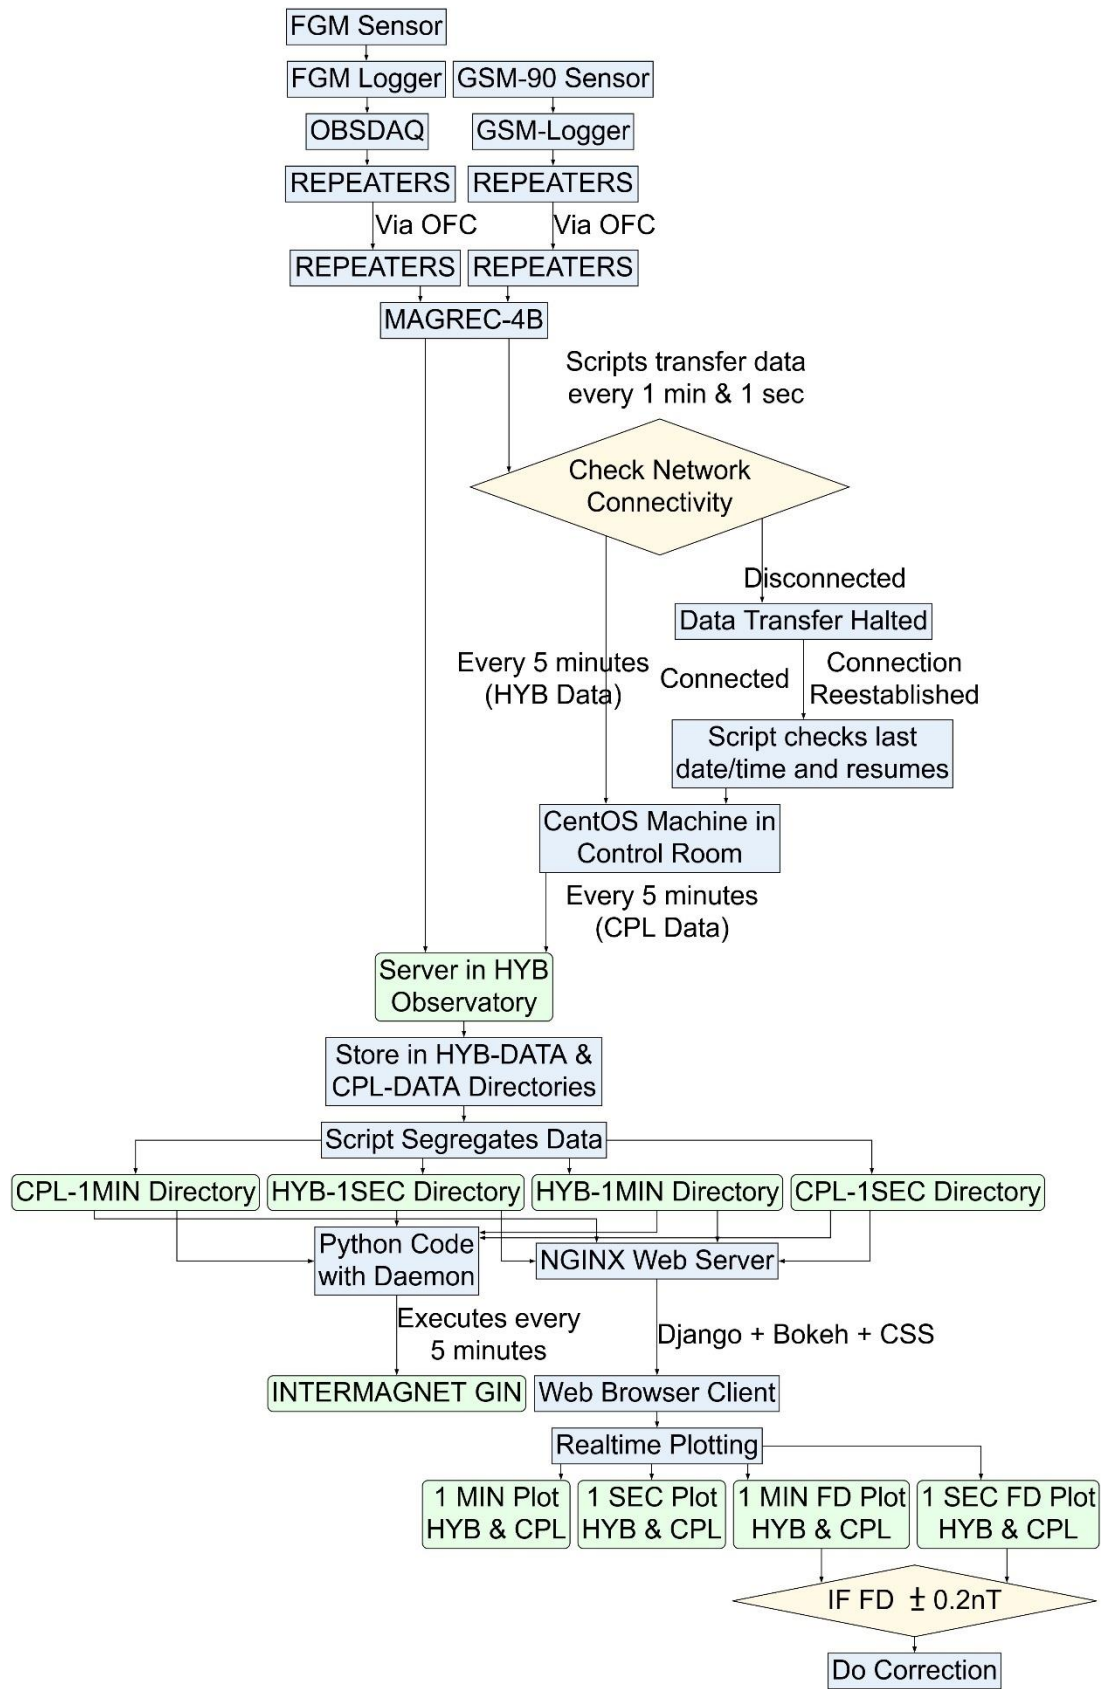 FGM Sensor
FGM Logger
GSM-90 Sensor
OBSDAQ
GSM-Logger
REPEATERS
REPEATERS
Via OFC
Via OFC
REPEATERS
REPEATERS
MAGREC-4B
Scripts transfer data
every 1 min & 1 sec
Check Network
Connectivity
Disconnected
Data Transfer Halted
Every 5 minutes
(HYB Data)
Connected
Connection
Reestablished
Script checks last
date/time and resumes
CentOS Machine in
Control Room
Every 5 minutes
(CPL Data)
Server in HYB
Observatory
Store in HYB-DATA &
CPL-DATA Directories
Script Segregates Data
CPL-1MIN Directory
HYB-1SEC Directory
HYB-1MIN Directory
CPL-1SEC Directory
Python Code
with Daemon
NGINX Web Server
Executes every
5 minutes
Django + Bokeh + CSS
INTERMAGNET GIN
Web Browser Client
Realtime Plotting
1 MIN Plot
HYB & CPL
1 SEC Plot
HYB & CPL
1 MIN FD Plot
HYB & CPL
1 SEC FD Plot
HYB & CPL
IF FD ± 0.2nT
Do Correction